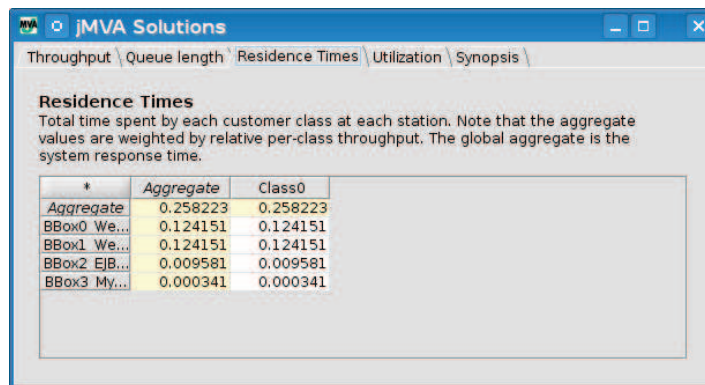 MVA jMVA Solutions
Throughput Queue length Residence Times Utilization Synopsis
Residence Times
Total time spent by each customer class at each station. Note that the aggregate
values are weighted by relative per-class throughput. The global aggregate is the
system response time.
* Aggregate Class0
Aggregate 0.258223 0.258223
BBox0 We... 0.124151 0.124151
BBox1 We... 0.124151 0.124151
BBox2 EJB... 0.009581 0.009581
BBox3 My... 0.000341 0.000341